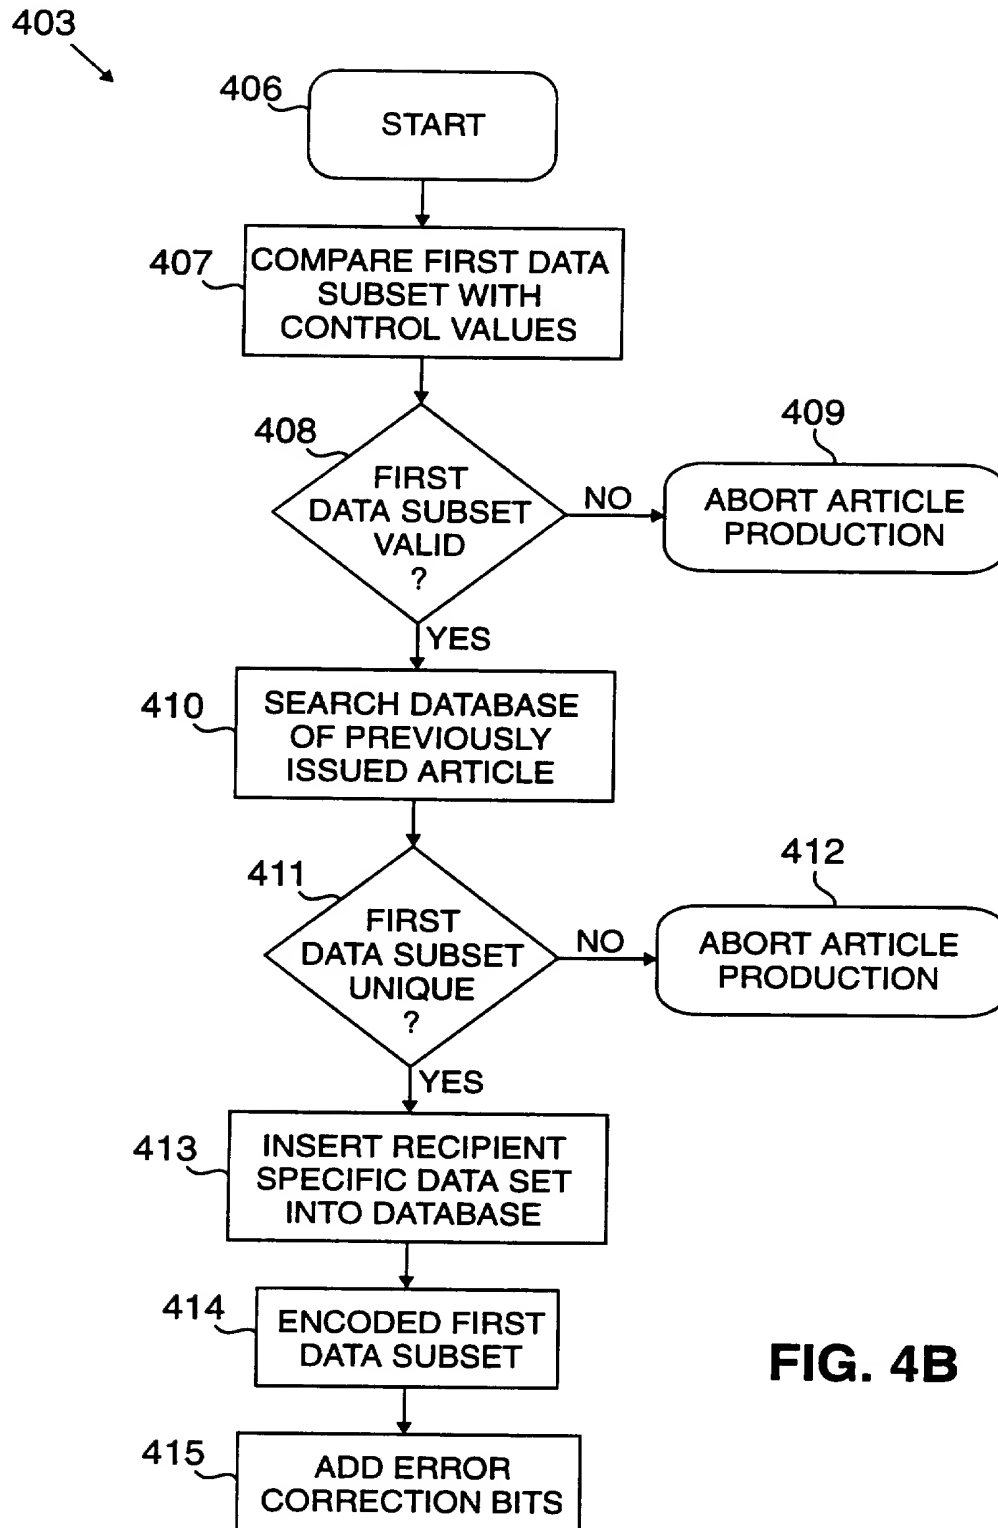 403
406
START
407
COMPARE FIRST DATA
SUBSET WITH
CONTROL VALUES
408
FIRST
DATA SUBSET
VALID
?
NO
409
ABORT ARTICLE
PRODUCTION
YES
410
SEARCH DATABASE
OF PREVIOUSLY
ISSUED ARTICLE
411
FIRST
DATA SUBSET
UNIQUE
?
NO
412
ABORT ARTICLE
PRODUCTION
YES
413
INSERT RECIPIENT
SPECIFIC DATA SET
INTO DATABASE
414
ENCODED FIRST
DATA SUBSET
FIG. 4B
415
ADD ERROR
CORRECTION BITS